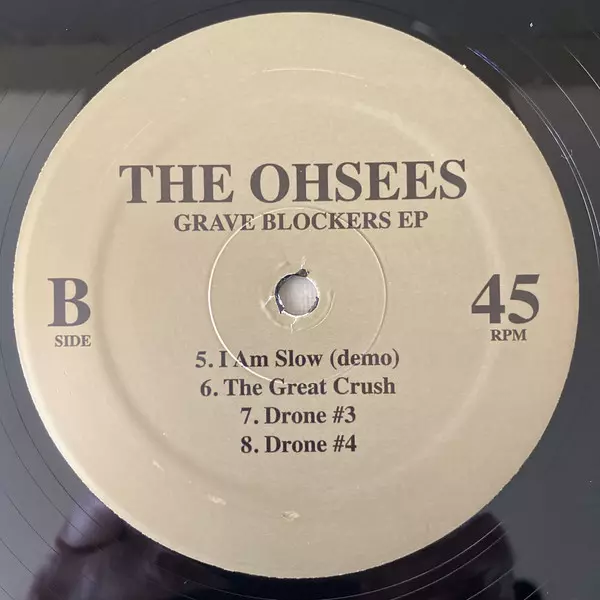 THE OHSEES
GRAVE BLOCKERS EP
B
SIDE
45
RPM
5. I Am Slow (demo)
6. The Great Crush
7. Drone #3
8. Drone #4